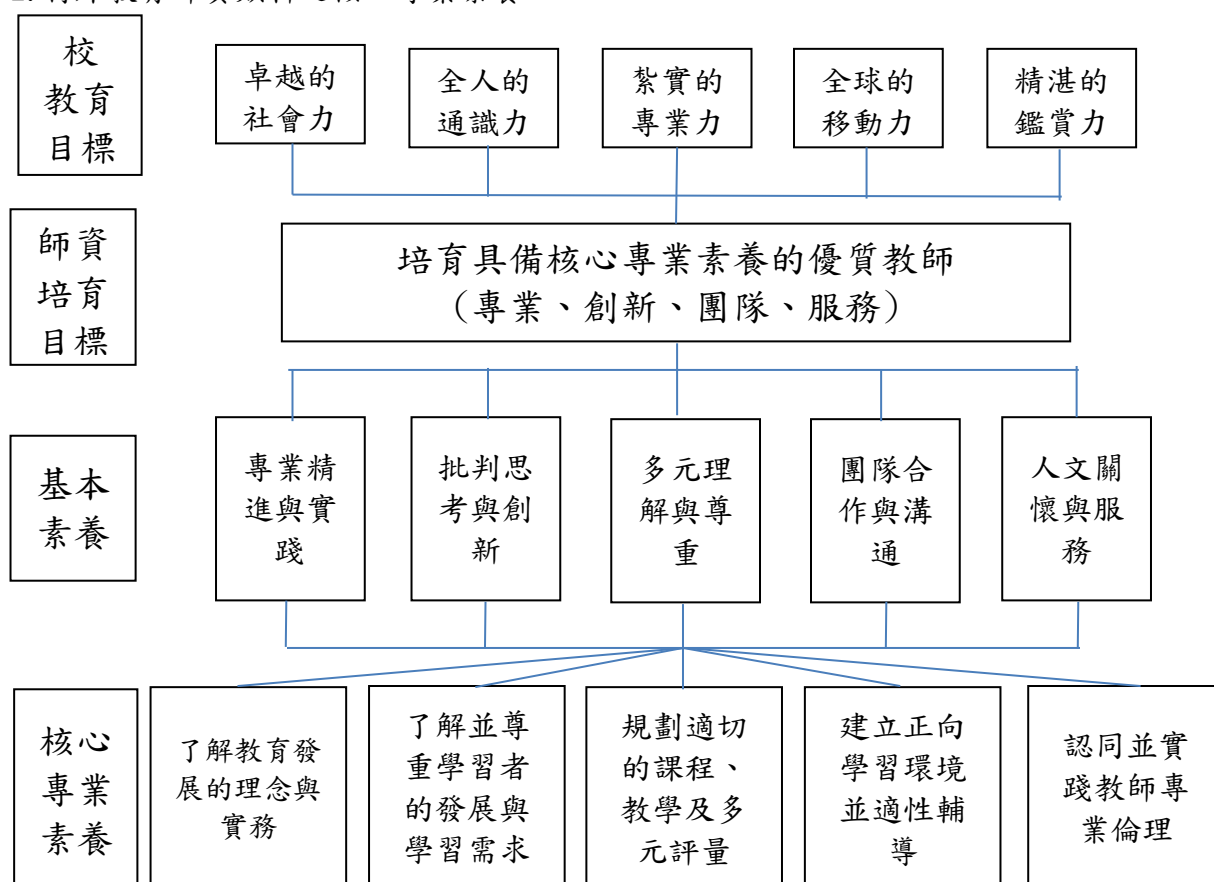 校
教育
目標
卓越的
社會力
全人的
通識力
紮實的
專業力
全球的
移動力
精湛的
鑑賞力
師資
培育
目標
培育具備核心專業素養的優質教師
（專業、創新、團隊、服務）
基本
素養
專業精
進與實
踐
批判思
考與創
新
多元理
解與尊
重
團隊合
作與溝
通
人文關
懷與服
務
核心
專業
素養
了解教育發
展的理念與
實務
了解並尊
重學習者
的發展與
學習需求
規劃適切
的課程、
教學及多
元評量
建立正向
學習環境
並適性輔
導
認同並實
踐教師專
業倫理